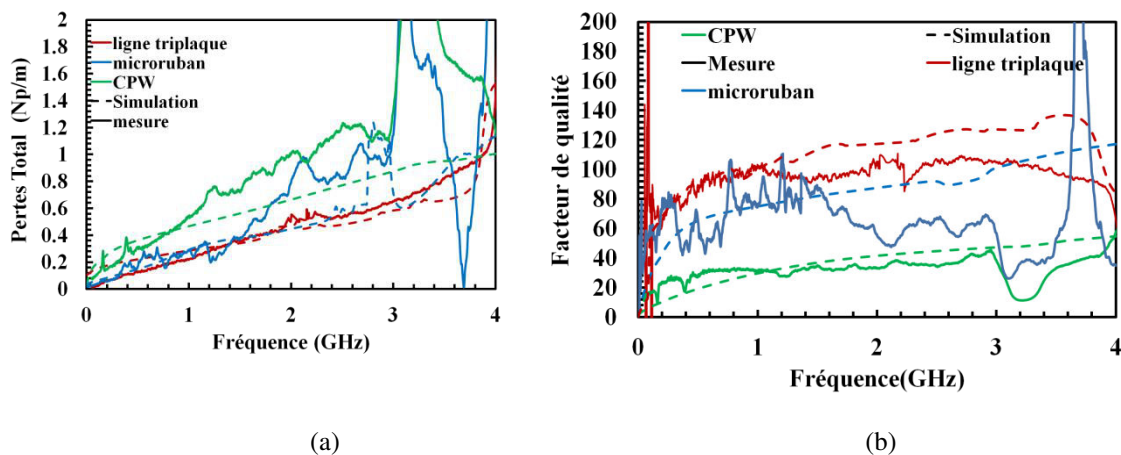 2
1.8
1.6
1.4
1.2
1
0.8
0.6
0.4
0.2
0
Pertes Total (Np/m)
ligne triplaque
microruban
CPW
Simulation
mesure
0 1 2 3 4
Fréquence (GHz)
(a)
200
180
160
140
120
100
80
60
40
20
0
Facteur de qualité
CPW Simulation
Mesure ligne triplaque
microruban
0 1 2 3 4
Fréquence(GHz)
(b)